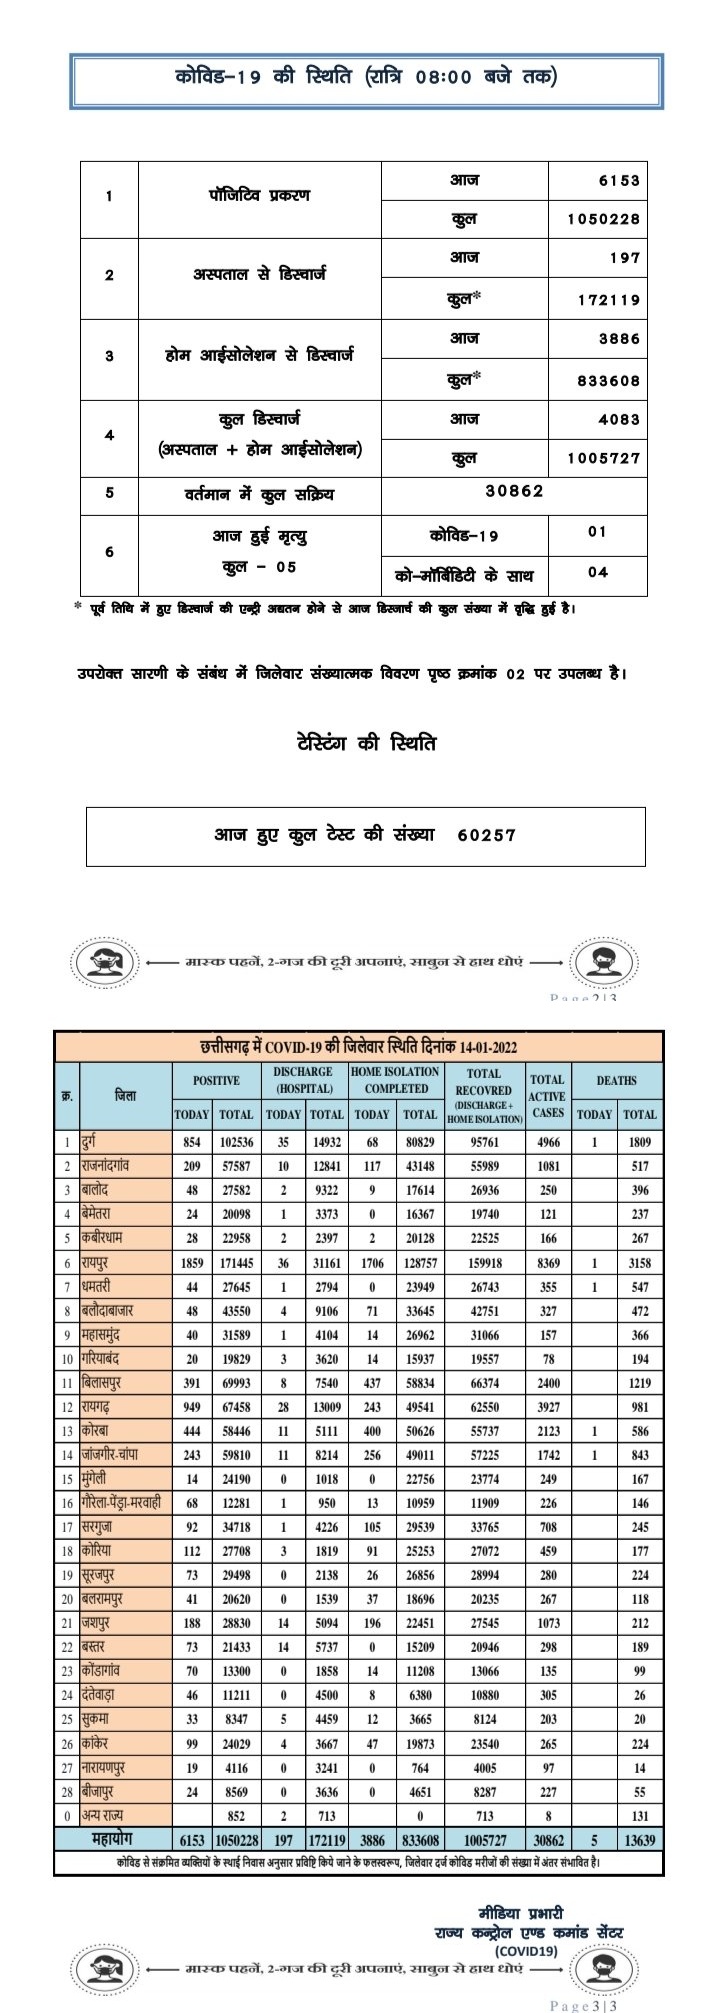 कोविड–19 की स्थिति (रात्रि 08:00 बजे तक)
1 पॉजिटिव प्रकरण आज 6153
कुल 1050228
2 अस्पताल से डिस्चार्ज आज 197
कुल* 172119
3 होम आईसोलेशन से डिस्चार्ज आज 3886
कुल* 833608
4 कुल डिस्चार्ज (अस्पताल + होम आईसोलेशन) आज 4083
कुल 1005727
5 वर्तमान में कुल सक्रिय 30862
6 आज हुई मृत्यु कुल – 05 कोविड–19 01
को–मॉर्बिडिटी के साथ 04
* पूर्व तिथि में हुए डिस्चार्ज की एन्ट्री अद्यतन होने से आज डिस्जार्च की कुल संख्या में वृद्धि हुई है।
उपरोक्त सारणी के संबंध में जिलेवार संख्यात्मक विवरण पृष्ठ क्रमांक 02 पर उपलब्ध है।
टेस्टिंग की स्थिति
आज हुए कुल टेस्ट की संख्या 60257
मास्क पहनें, 2-गज की दूरी अपनाएं, साबुन से हाथ धोएं
Page2|3
छत्तीसगढ़ में COVID-19 की जिलेवार स्थिति दिनांक 14-01-2022
क्र. जिला POSITIVE DISCHARGE (HOSPITAL) HOME ISOLATION COMPLETED TOTAL RECOVRED (DISCHARGE + HOME ISOLATION) TOTAL ACTIVE CASES DEATHS
TODAY TOTAL TODAY TOTAL TODAY TOTAL TODAY TOTAL
1 दुर्ग 854 102536 35 14932 68 80829 95761 4966 1 1809
2 राजनांदगांव 209 57587 10 12841 117 43148 55989 1081 517
3 बालोद 48 27582 2 9322 9 17614 26936 250 396
4 बेमेतरा 24 20098 1 3373 0 16367 19740 121 237
5 कबीरधाम 28 22958 2 2397 2 20128 22525 166 267
6 रायपुर 1859 171445 36 31161 1706 128757 159918 8369 1 3158
7 धमतरी 44 27645 1 2794 0 23949 26743 355 1 547
8 बलौदाबाजार 48 43550 4 9106 71 33645 42751 327 472
9 महासमुंद 40 31589 1 4104 14 26962 31066 157 366
10 गरियाबंद 20 19829 3 3620 14 15937 19557 78 194
11 बिलासपुर 391 69993 8 7540 437 58834 66374 2400 1219
12 रायगढ़ 949 67458 28 13009 243 49541 62550 3927 981
13 कोरबा 444 58446 11 5111 400 50626 55737 2123 1 586
14 जांजगीर-चांपा 243 59810 11 8214 256 49011 57225 1742 1 843
15 मुंगेली 14 24190 0 1018 0 22756 23774 249 167
16 गौरेला-पेंड्रा-मरवाही 68 12281 1 950 13 10959 11909 226 146
17 सरगुजा 92 34718 1 4226 105 29539 33765 708 245
18 कोरिया 112 27708 3 1819 91 25253 27072 459 177
19 सूरजपुर 73 29498 0 2138 26 26856 28994 280 224
20 बलरामपुर 41 20620 0 1539 37 18696 20235 267 118
21 जशपुर 188 28830 14 5094 196 22451 27545 1073 212
22 बस्तर 73 21433 14 5737 0 15209 20946 298 189
23 कोंडागांव 70 13300 0 1858 14 11208 13066 135 99
24 दंतेवाड़ा 46 11211 0 4500 8 6380 10880 305 26
25 सुकमा 33 8347 5 4459 12 3665 8124 203 20
26 कांकेर 99 24029 4 3667 47 19873 23540 265 224
27 नारायणपुर 19 4116 0 3241 0 764 4005 97 14
28 बीजापुर 24 8569 0 3636 0 4651 8287 227 55
0 अन्य राज्य 852 2 713 0 713 8 131
महायोग 6153 1050228 197 172119 3886 833608 1005727 30862 5 13639
कोविड से संक्रमित व्यक्तियों के स्थाई निवास अनुसार प्रविष्टि किये जाने के फलस्वरूप, जिलेवार दर्ज कोविड मरीजों की संख्या में अंतर संभावित है।
मीडिया प्रभारी
राज्य कन्ट्रोल एण्ड कमांड सेंटर
(COVID19)
मास्क पहनें, 2-गज की दूरी अपनाएं, साबुन से हाथ धोएं
Page3|3